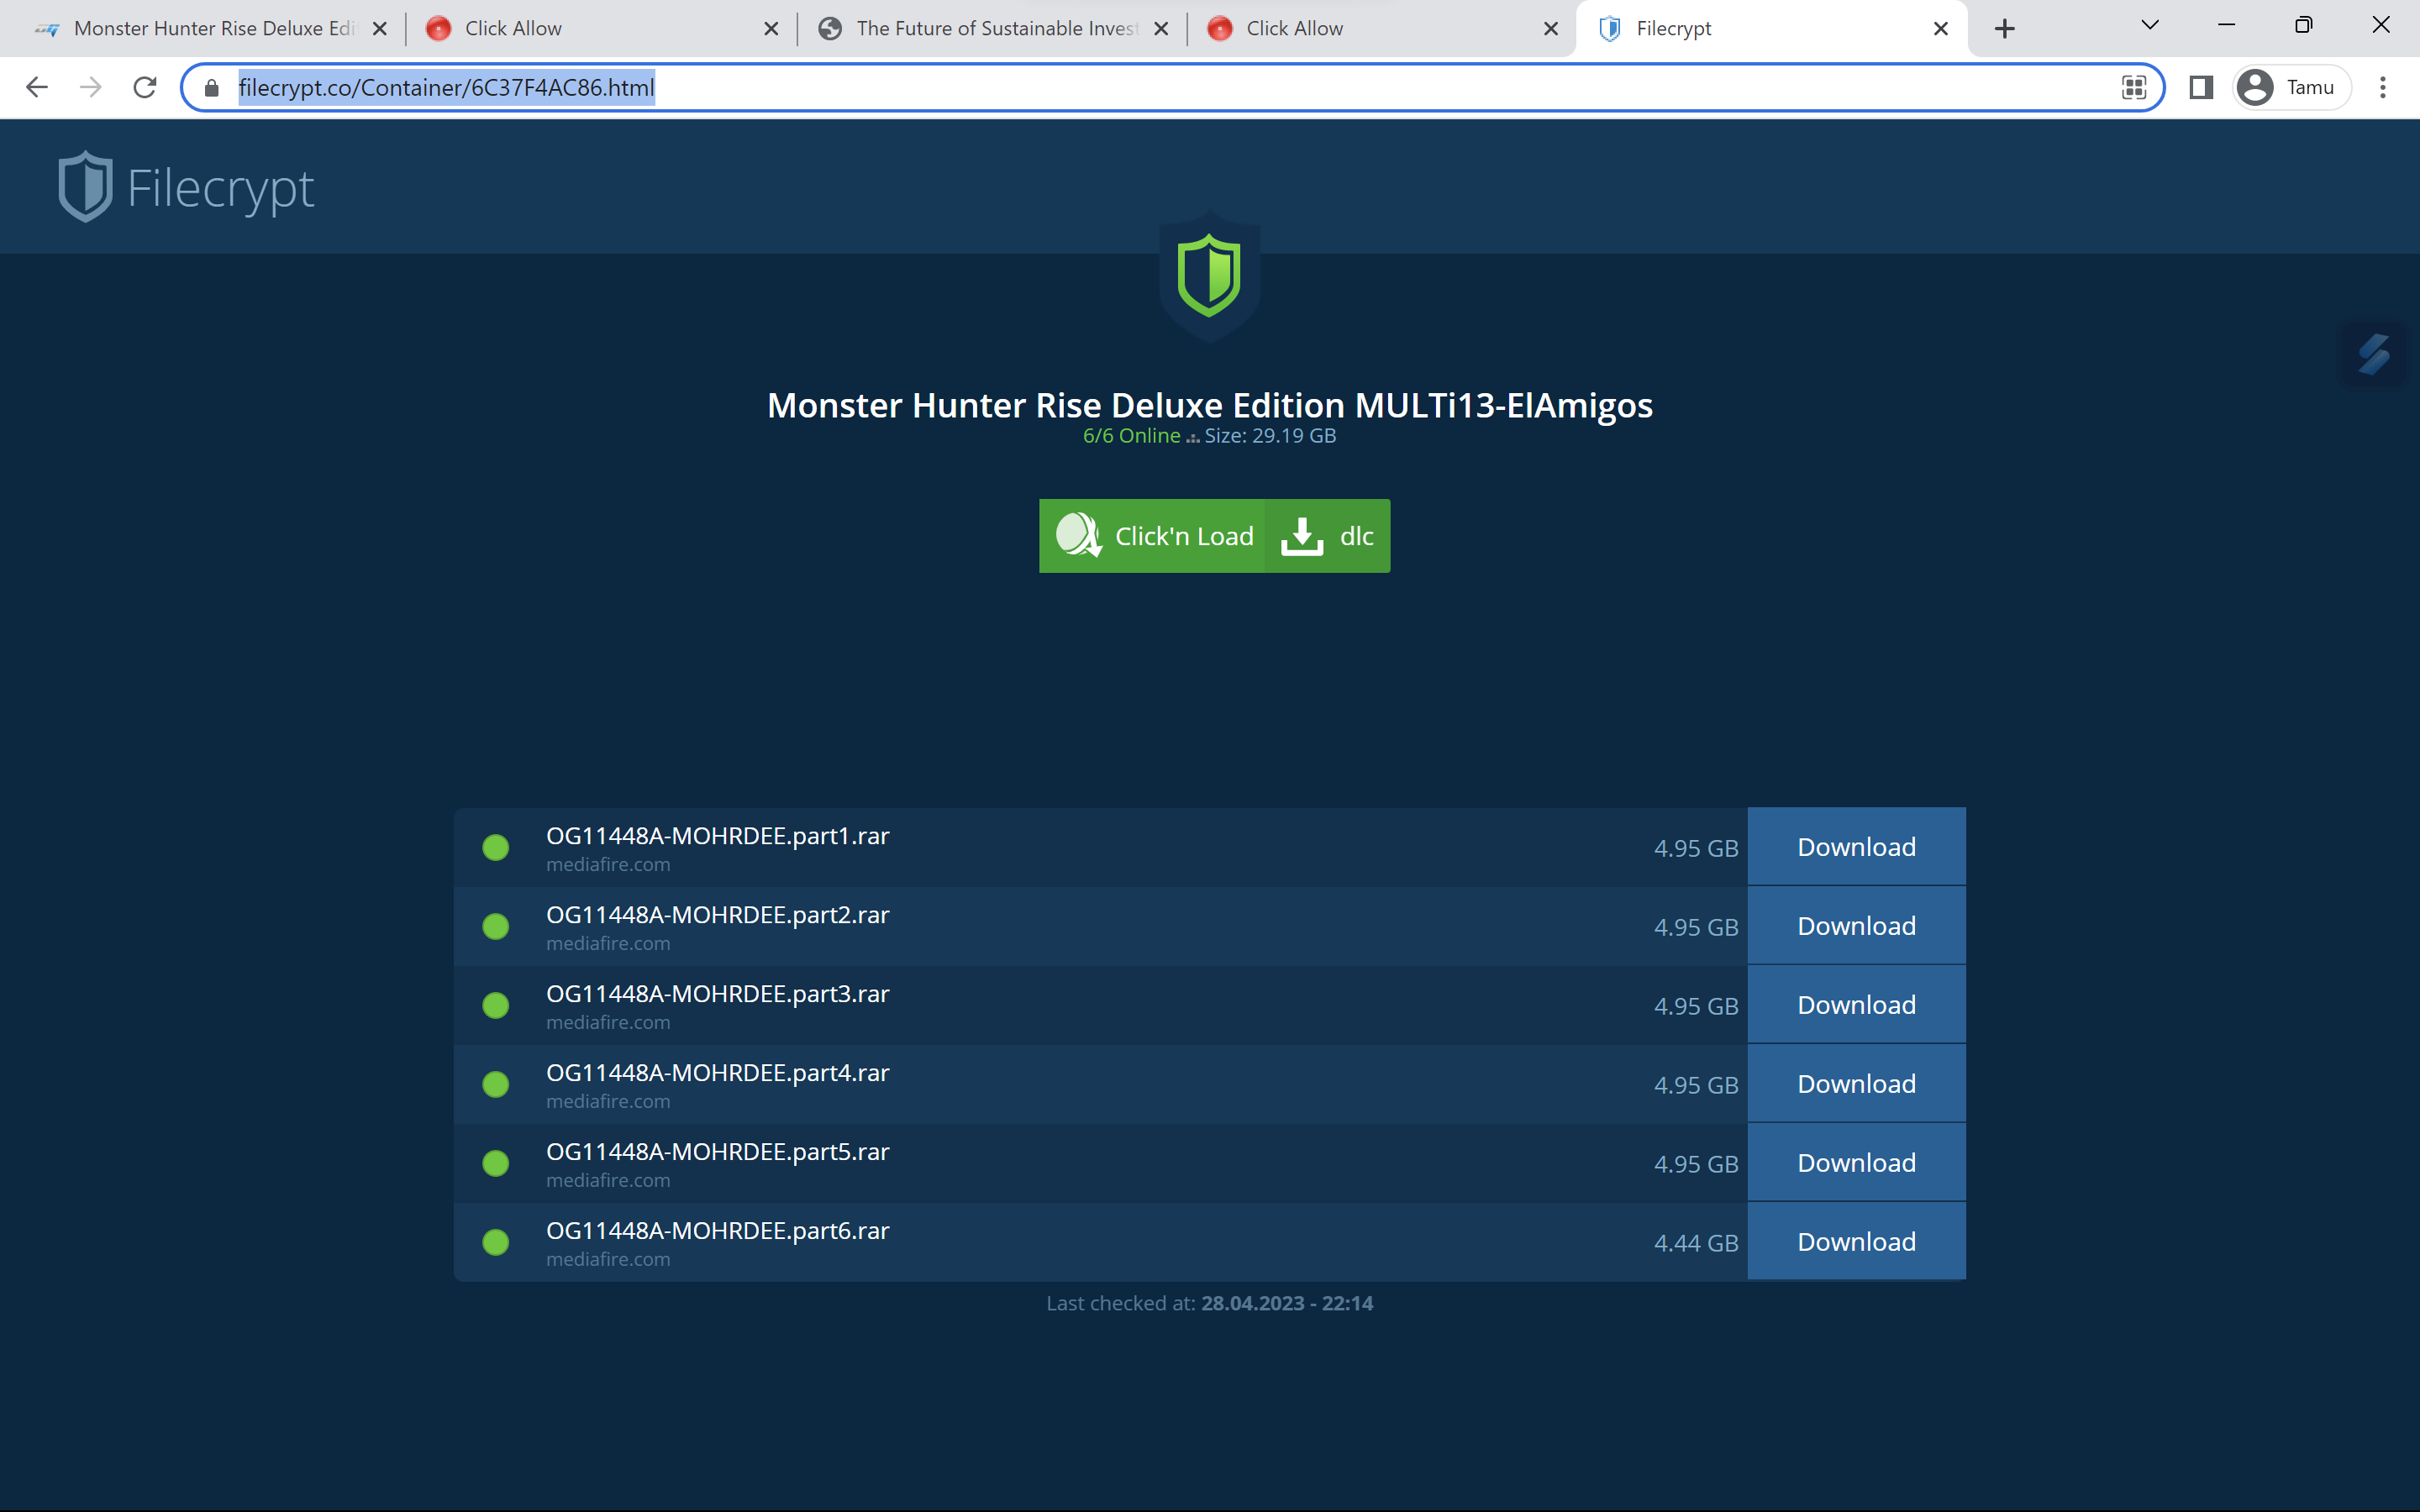 Monster Hunter Rise Deluxe Edi
Click Allow
The Future of Sustainable Invest
Click Allow
Filecrypt
filecrypt.co/Container/6C37F4AC86.html
Tamu
Filecrypt
Monster Hunter Rise Deluxe Edition MULTi13-ElAmigos
6/6 Online Size: 29.19 GB
Click'n Load dlc
OG11448A-MOHRDEE.part1.rar
mediafire.com
4.95 GB
Download
OG11448A-MOHRDEE.part2.rar
mediafire.com
4.95 GB
Download
OG11448A-MOHRDEE.part3.rar
mediafire.com
4.95 GB
Download
OG11448A-MOHRDEE.part4.rar
mediafire.com
4.95 GB
Download
OG11448A-MOHRDEE.part5.rar
mediafire.com
4.95 GB
Download
OG11448A-MOHRDEE.part6.rar
mediafire.com
4.44 GB
Download
Last checked at: 28.04.2023 - 22:14